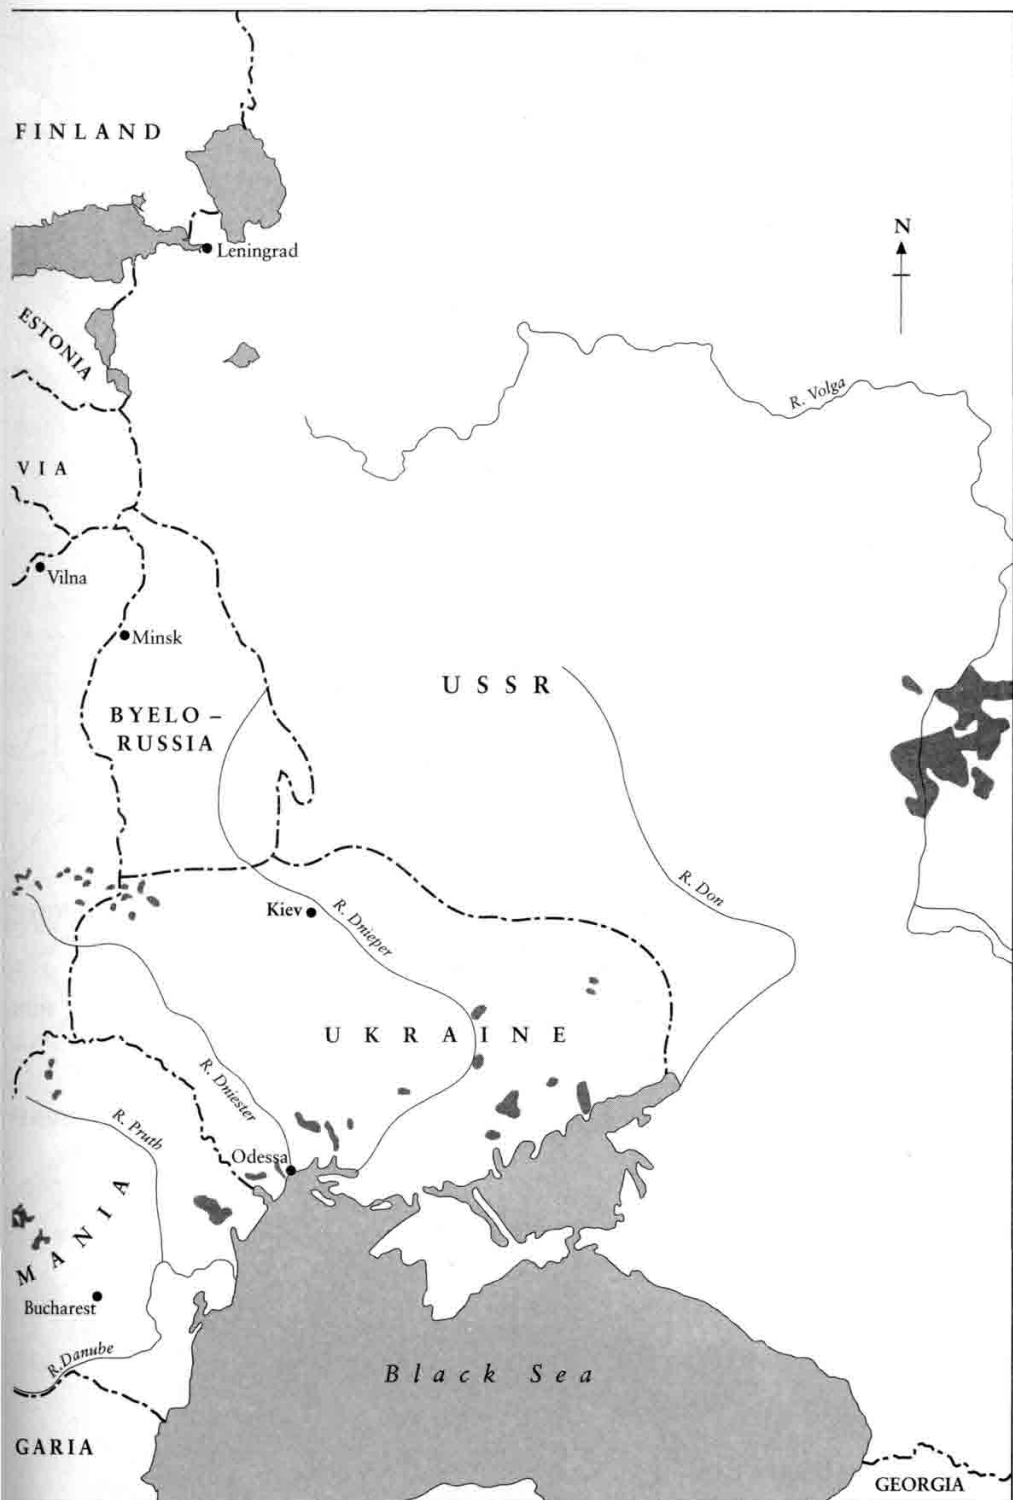 FINLAND
N
Leningrad
ESTONIA
R. Volga
VIA
Vilna
Minsk
USSR
BYELO –
RUSSIA
R. Don
Kiev
R. Dnieper
UKRAINE
R. Dniester
R. Pruth
Odessa
MANIA
Bucharest
R. Danube
Black Sea
GARIA
GEORGIA